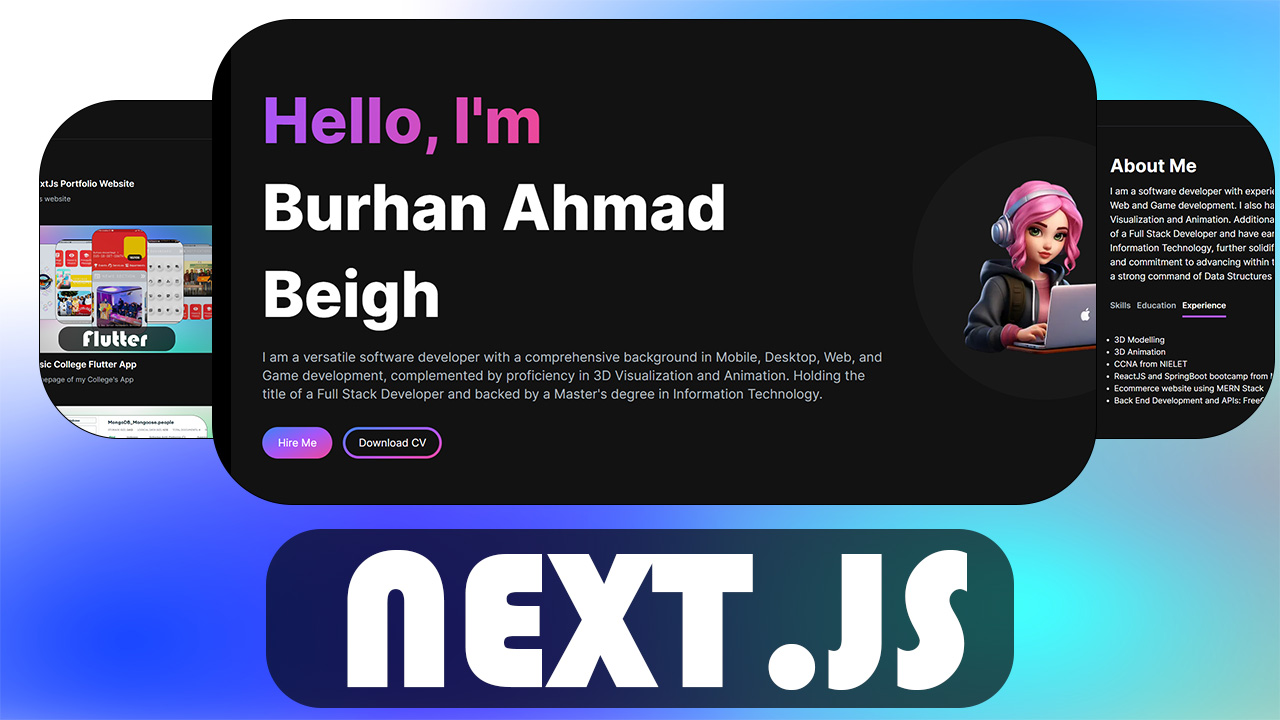 Hello, I'm
Burhan Ahmad
Beigh
I am a versatile software developer with a comprehensive background in Mobile, Desktop, Web, and
Game development, complemented by proficiency in 3D Visualization and Animation. Holding the
title of a Full Stack Developer and backed by a Master's degree in Information Technology.
Hire Me
Download CV
xtJs Portfolio Website
s website
Flutter
sic College Flutter App
mepage of my College's App
MongoDB_Mongoose.people
About Me
I am a software developer with experie
Web and Game development. I also ha
Visualization and Animation. Additiona
of a Full Stack Developer and have ear
Information Technology, further solidif
and commitment to advancing within t
a strong command of Data Structures
Skills Education Experience
• 3D Modelling
• 3D Animation
• CCNA from NIELET
• ReactJS and SpringBoot bootcamp from
• Ecommerce website using MERN Stack
• Back End Development and APIs: Free
NEXT.JS